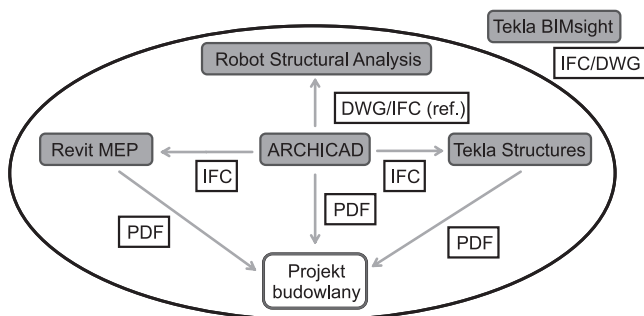 Tekla BIMsight
IFC/DWG
Robot Structural Analysis
DWG/IFC (ref.)
Revit MEP
ARCHICAD
Tekla Structures
IFC
IFC
PDF
PDF
PDF
Projekt
budowlany